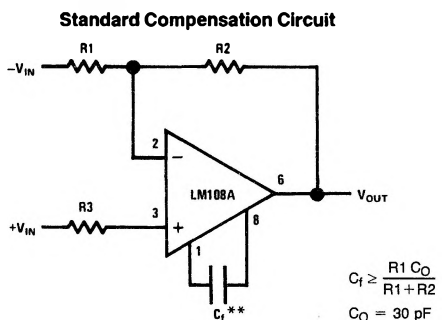 Standard Compensation Circuit
R1
R2
−VIN
2
−
LM108A
6
VOUT
8
+VIN
R3
3
+
1
Cf**
Cf ≥ R1 CO / R1 + R2
CO = 30 pF